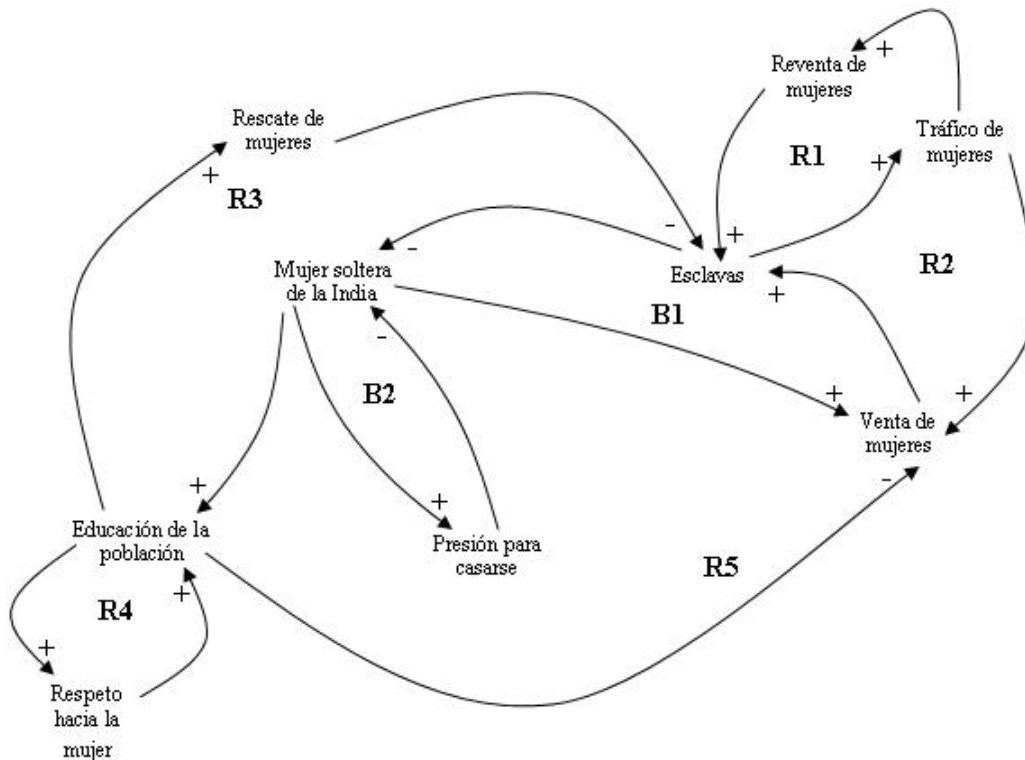 Reventa de
mujeres
+
Rescate de
mujeres
Tráfico de
mujeres
R1
+
+
R3
-
+
R2
-
Mujer soltera
de la India
Esclavas
+
B1
-
B2
+
+
Venta de
mujeres
-
+
+
Educación de la
población
Presión para
casarse
R5
+
R4
+
Respeto
hacia la
mujer